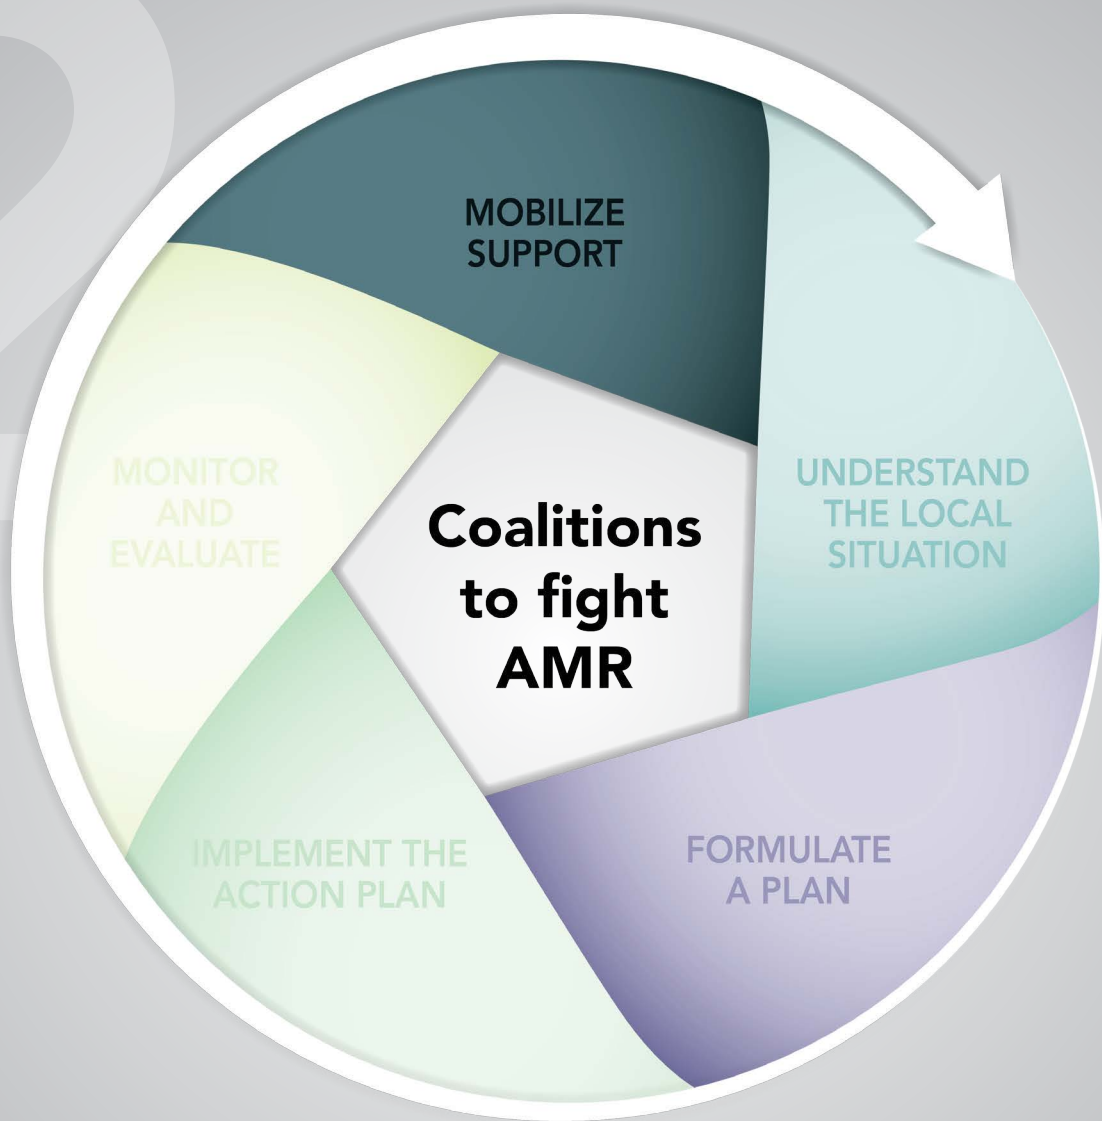 2
MOBILIZE
SUPPORT
UNDERSTAND
THE LOCAL
SITUATION
FORMULATE
A PLAN
IMPLEMENT THE
ACTION PLAN
MONITOR
AND
EVALUATE
Coalitions
to fight
AMR